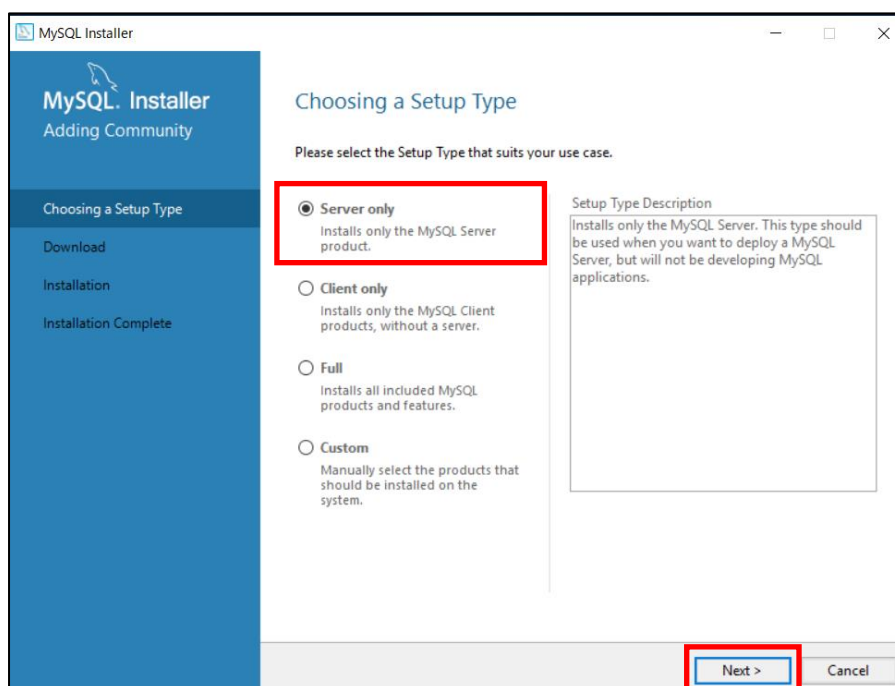 MySQL Installer
MySQL. Installer
Adding Community
Choosing a Setup Type
Download
Installation
Installation Complete
Choosing a Setup Type
Please select the Setup Type that suits your use case.
Server only
Installs only the MySQL Server
product.
Client only
Installs only the MySQL Client
products, without a server.
Full
Installs all included MySQL
products and features.
Custom
Manually select the products that
should be installed on the
system.
Setup Type Description
Installs only the MySQL Server. This type should
be used when you want to deploy a MySQL
Server, but will not be developing MySQL
applications.
Next >
Cancel